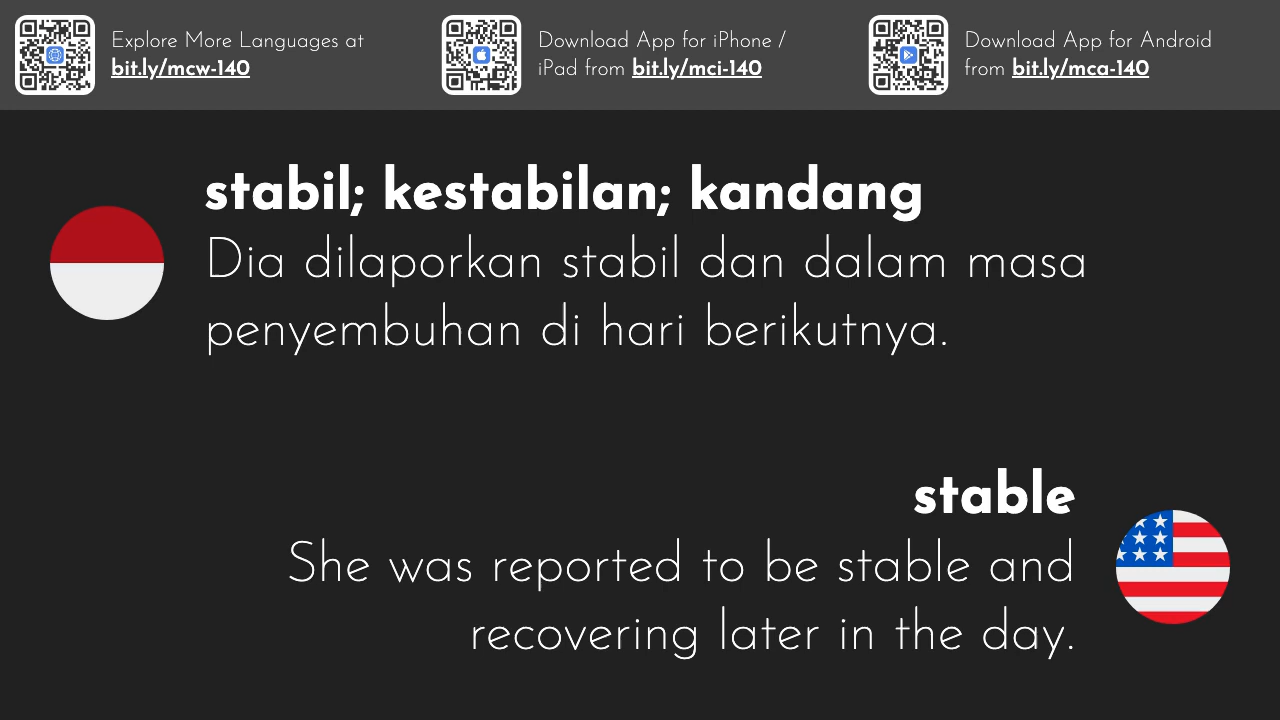 Explore More Languages at
bit.ly/mcw-140
Download App for iPhone /
iPad from bit.ly/mci-140
Download App for Android
from bit.ly/mca-140
stabil; kestabilan; kandang
Dia dilaporkan stabil dan dalam masa
penyembuhan di hari berikutnya.
stable
She was reported to be stable and
recovering later in the day.